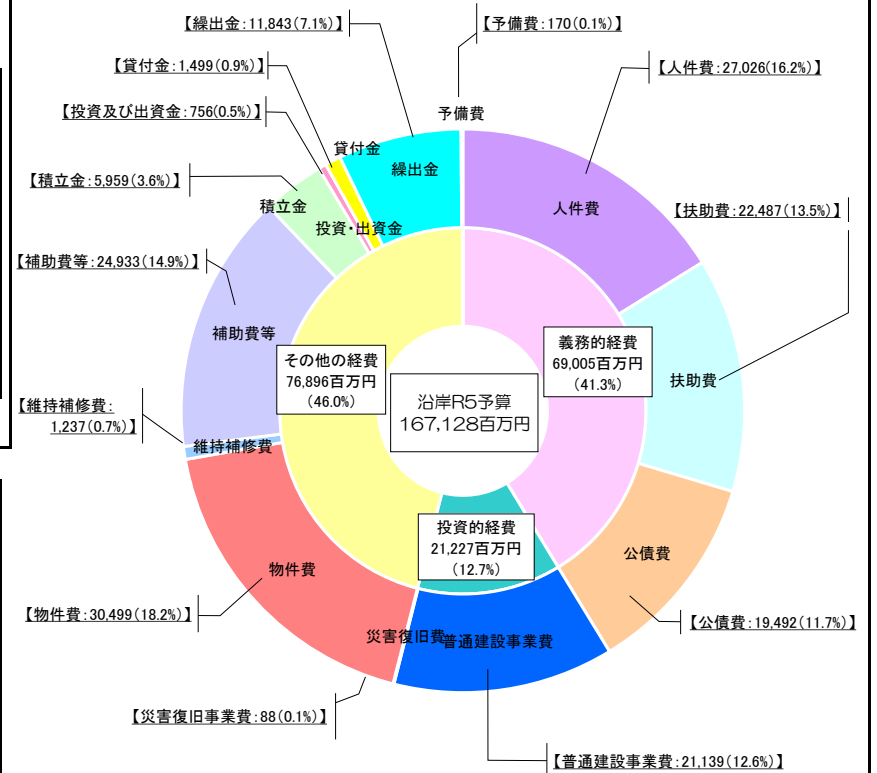 【繰出金:11,843(7.1%)】
【予備費:170(0.1%)】
【貸付金:1,499(0.9%)】
【人件費:27,026(16.2%)】
【投資及び出資金:756(0.5%)】
予備費
貸付金
繰出金
【積立金:5,959(3.6%)】
積立金
人件費
【扶助費:22,487(13.5%)】
投資・出資金
【補助費等:24,933(14.9%)】
補助費等
その他の経費
76,896百万円
(46.0%)
義務的経費
69,005百万円
(41.3%)
扶助費
沿岸R5予算
167,128百万円
【維持補修費:
1,237(0.7%)】
維持補修費
投資的経費
21,227百万円
(12.7%)
公債費
物件費
【物件費:30,499(18.2%)】
【公債費:19,492(11.7%)】
災害復旧費
普通建設事業費
【災害復旧事業費:88(0.1%)】
【普通建設事業費:21,139(12.6%)】